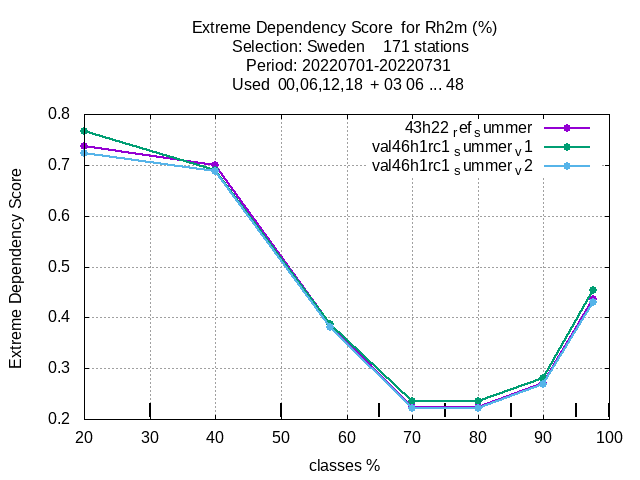 Extreme Dependency Score for Rh2m (%)
Selection: Sweden 171 stations
Period: 20220701-20220731
Used 00,06,12,18 + 03 06 ... 48
43h22 ref summer
val46h1rc1 summer v1
val46h1rc1 summer v2
Extreme Dependency Score
0.8
0.7
0.6
0.5
0.4
0.3
0.2
20 30 40 50 60 70 80 90 100
classes %